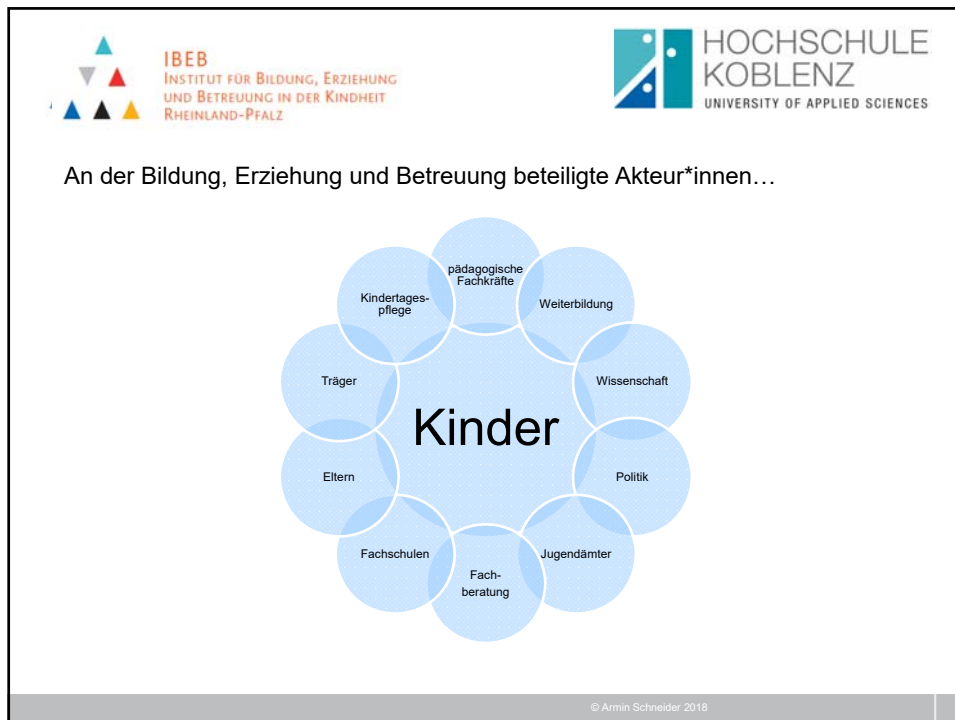 IBEB
INSTITUT FÜR BILDUNG, ERZIEHUNG
UND BETREUUNG IN DER KINDHEIT
RHEINLAND-PFALZ
HOCHSCHULE
KOBLENZ
UNIVERSITY OF APPLIED SCIENCES
An der Bildung, Erziehung und Betreuung beteiligte Akteur*innen…
pädagogische
Fachkräfte
Weiterbildung
Wissenschaft
Politik
Jugendämter
Fach-
beratung
Fachschulen
Eltern
Träger
Kindertages-
pflege
Kinder
© Armin Schneider 2018